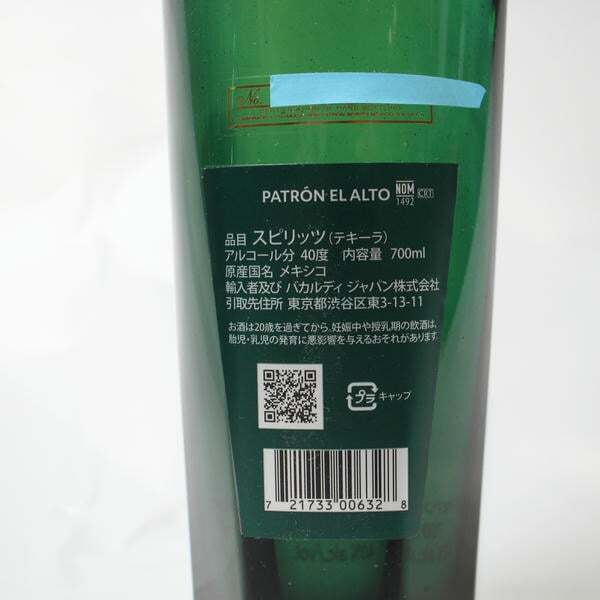 No.
PATRÓN EL ALTO NOM 1492 CRT
品目 スピリッツ(テキーラ)
アルコール分 40度 内容量 700ml
原産国名 メキシコ
輸入者及び バカルディ ジャパン株式会社
引取先住所 東京都渋谷区東3-13-11
お酒は20歳を過ぎてから。妊娠中や授乳期の飲酒は、
胎児・乳児の発育に悪影響を与えるおそれがあります。
プラ キャップ
7 21733 00632 8